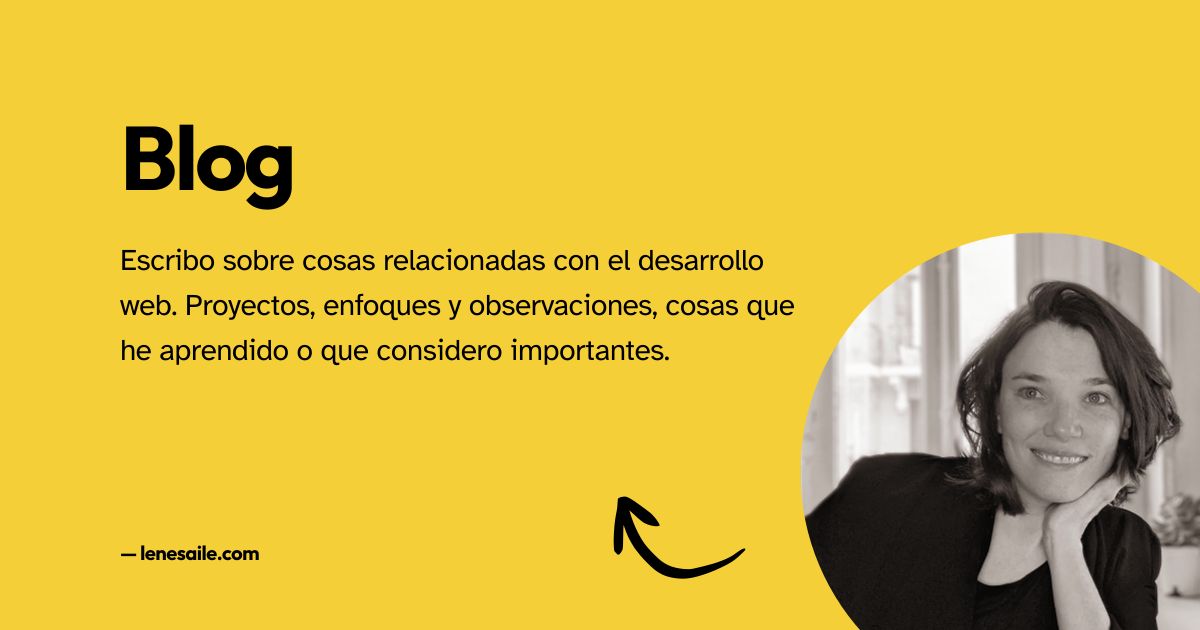 Blog
Escribo sobre cosas relacionadas con el desarrollo
web. Proyectos, enfoques y observaciones, cosas que
he aprendido o que considero importantes.
— lenesaile.com